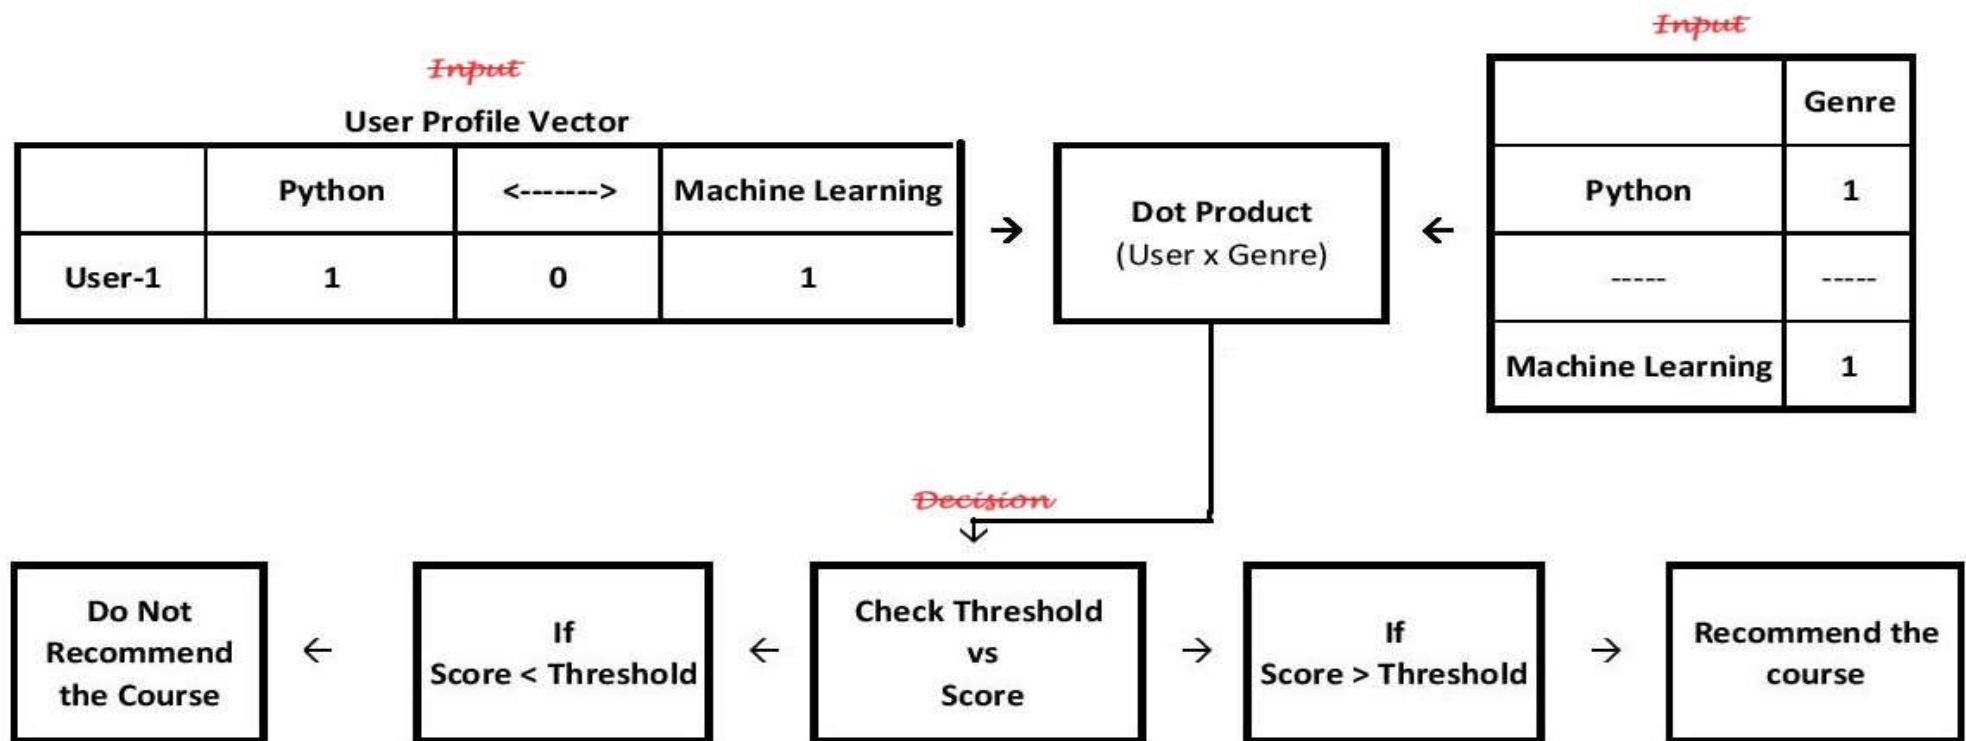 Input
Input
User Profile Vector
Python <-------> Machine Learning
User-1 1 0 1
Dot Product
(User x Genre)
Genre
Python 1
----- -----
Machine Learning 1
Decision
Do Not
Recommend
the Course
If
Score < Threshold
Check Threshold
vs
Score
If
Score > Threshold
Recommend the
course